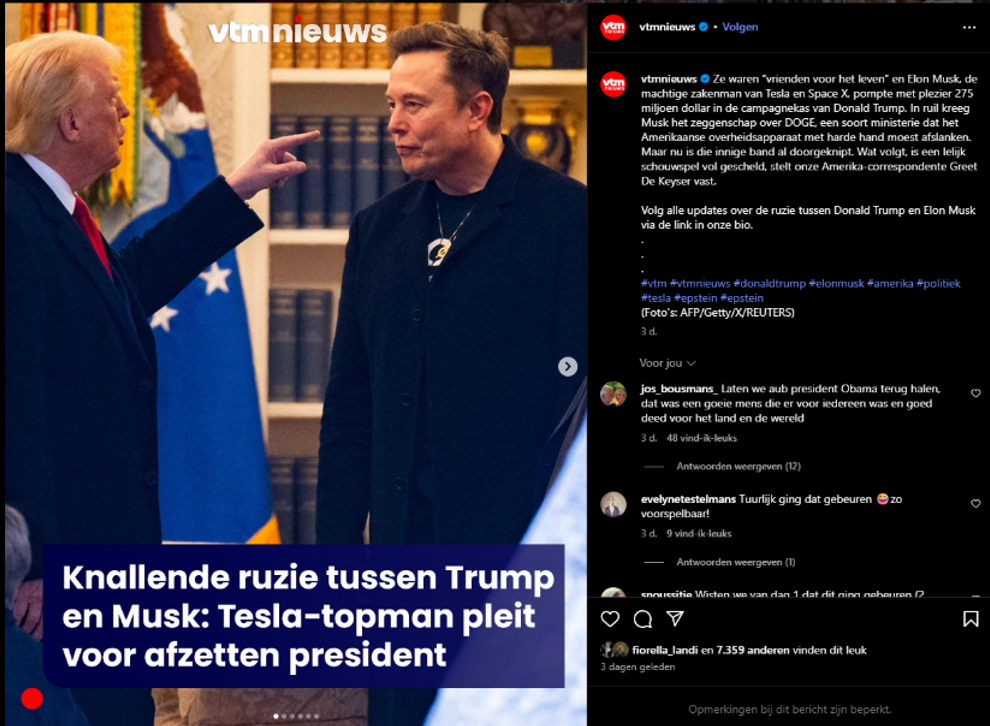 vtmnieuws
Knallende ruzie tussen Trump
en Musk: Tesla-topman pleit
voor afzetten president
vtm
NIEUWS
vtmnieuws • Volgen
vtm
NIEUWS
vtmnieuws Ze waren “vrienden voor het leven” en Elon Musk, de
machtige zakenman van Tesla en Space X, pompte met plezier 275
miljoen dollar in de campagnekas van Donald Trump. In ruil kreeg
Musk het zeggenschap over DOGE, een soort ministerie dat het
Amerikaanse overheidsapparaat met harde hand moest afslanken.
Maar nu is die innige band al doorgeknipt. Wat volgt, is een lelijk
schouwspel vol gescheld, stelt onze Amerika-correspondente Greet
De Keyser vast.
Volg alle updates over de ruzie tussen Donald Trump en Elon Musk
via de link in onze bio.
.
.
.
#vtm #vtmnieuws #donaldtrump #elonmusk #amerika #politiek
#tesla #epstein #epstein
(Foto's: AFP/Getty/X/REUTERS)
3 d.
Voor jou
jos_bousmans_ Laten we aub president Obama terug halen,
dat was een goeie mens die er voor iedereen was en goed
deed voor het land en de wereld
3 d. 48 vind-ik-leuks
Antwoorden weergeven (12)
evelynetestelmans Tuurlijk ging dat gebeuren 😂 zo
voorspelbaar!
3 d. 9 vind-ik-leuks
Antwoorden weergeven (1)
snoussitie Wisten we van dag 1 dat dit ging gebeuren (?
fiorella_landi en 7.359 anderen vinden dit leuk
3 dagen geleden
Opmerkingen bij dit bericht zijn beperkt.